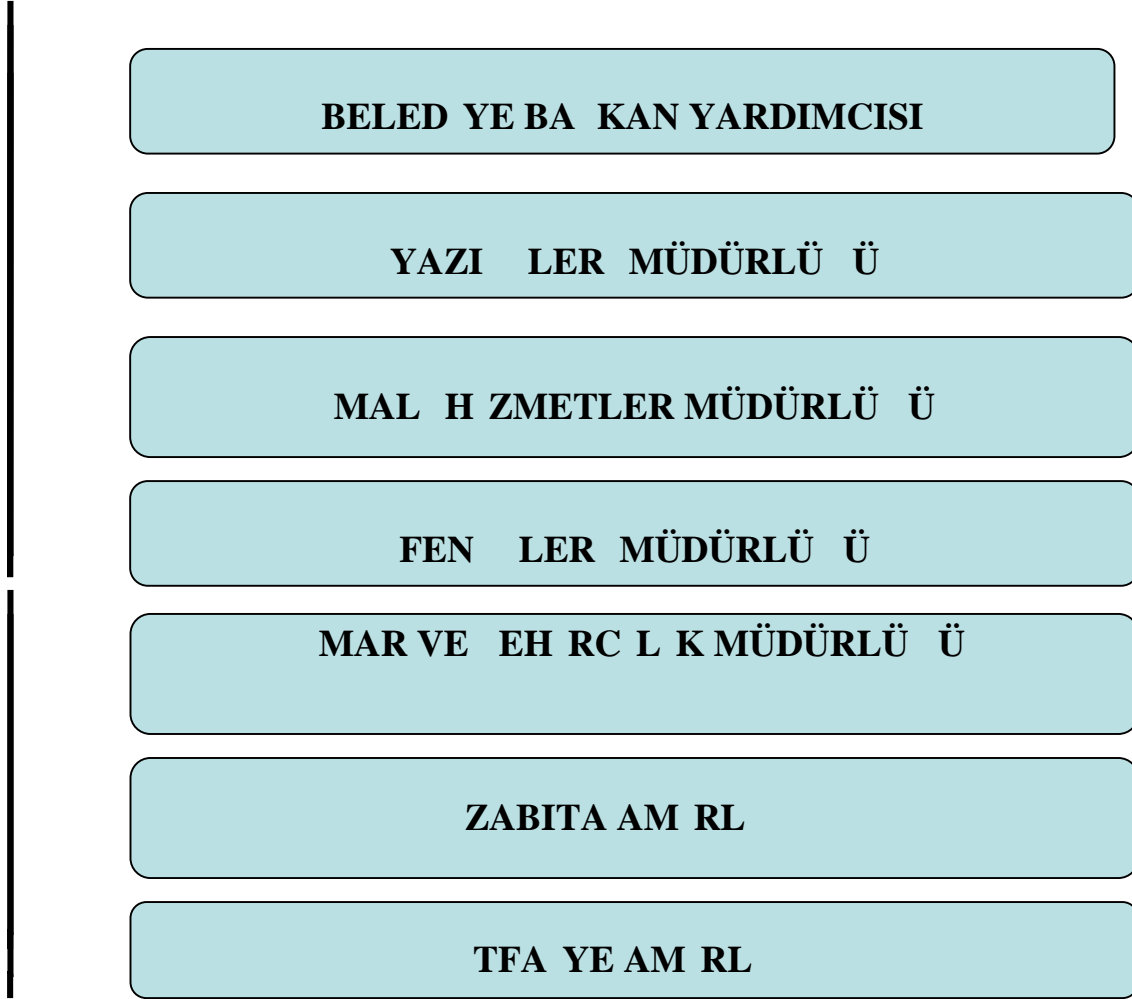 BELED YE BA KAN YARDIMCISI
YAZI LER MÜDÜRLÜ Ü
MAL H ZMETLER MÜDÜRLÜ Ü
FEN LER MÜDÜRLÜ Ü
MAR VE EH RC L K MÜDÜRLÜ Ü
ZABITA AM RL
TFA YE AM RL